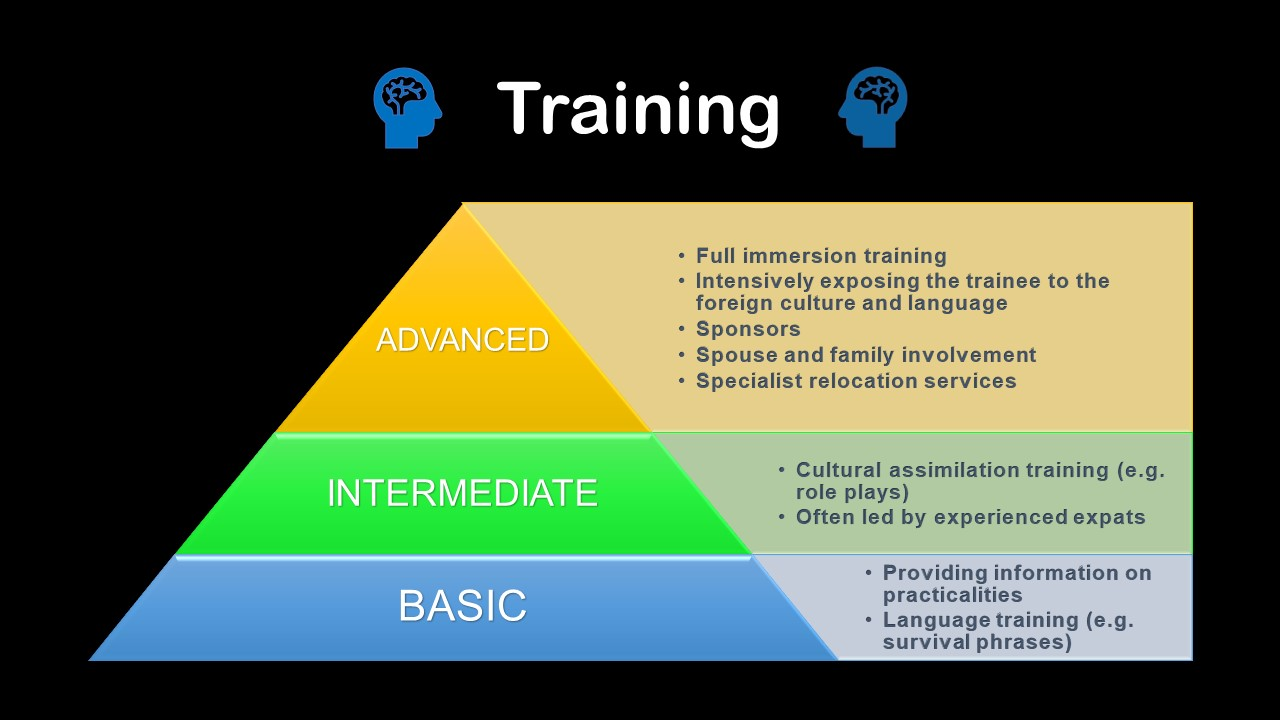 Training
ADVANCED
• Full immersion training
• Intensively exposing the trainee to the
foreign culture and language
• Sponsors
• Spouse and family involvement
• Specialist relocation services
INTERMEDIATE
• Cultural assimilation training (e.g.
role plays)
• Often led by experienced expats
BASIC
• Providing information on
practicalities
• Language training (e.g.
survival phrases)